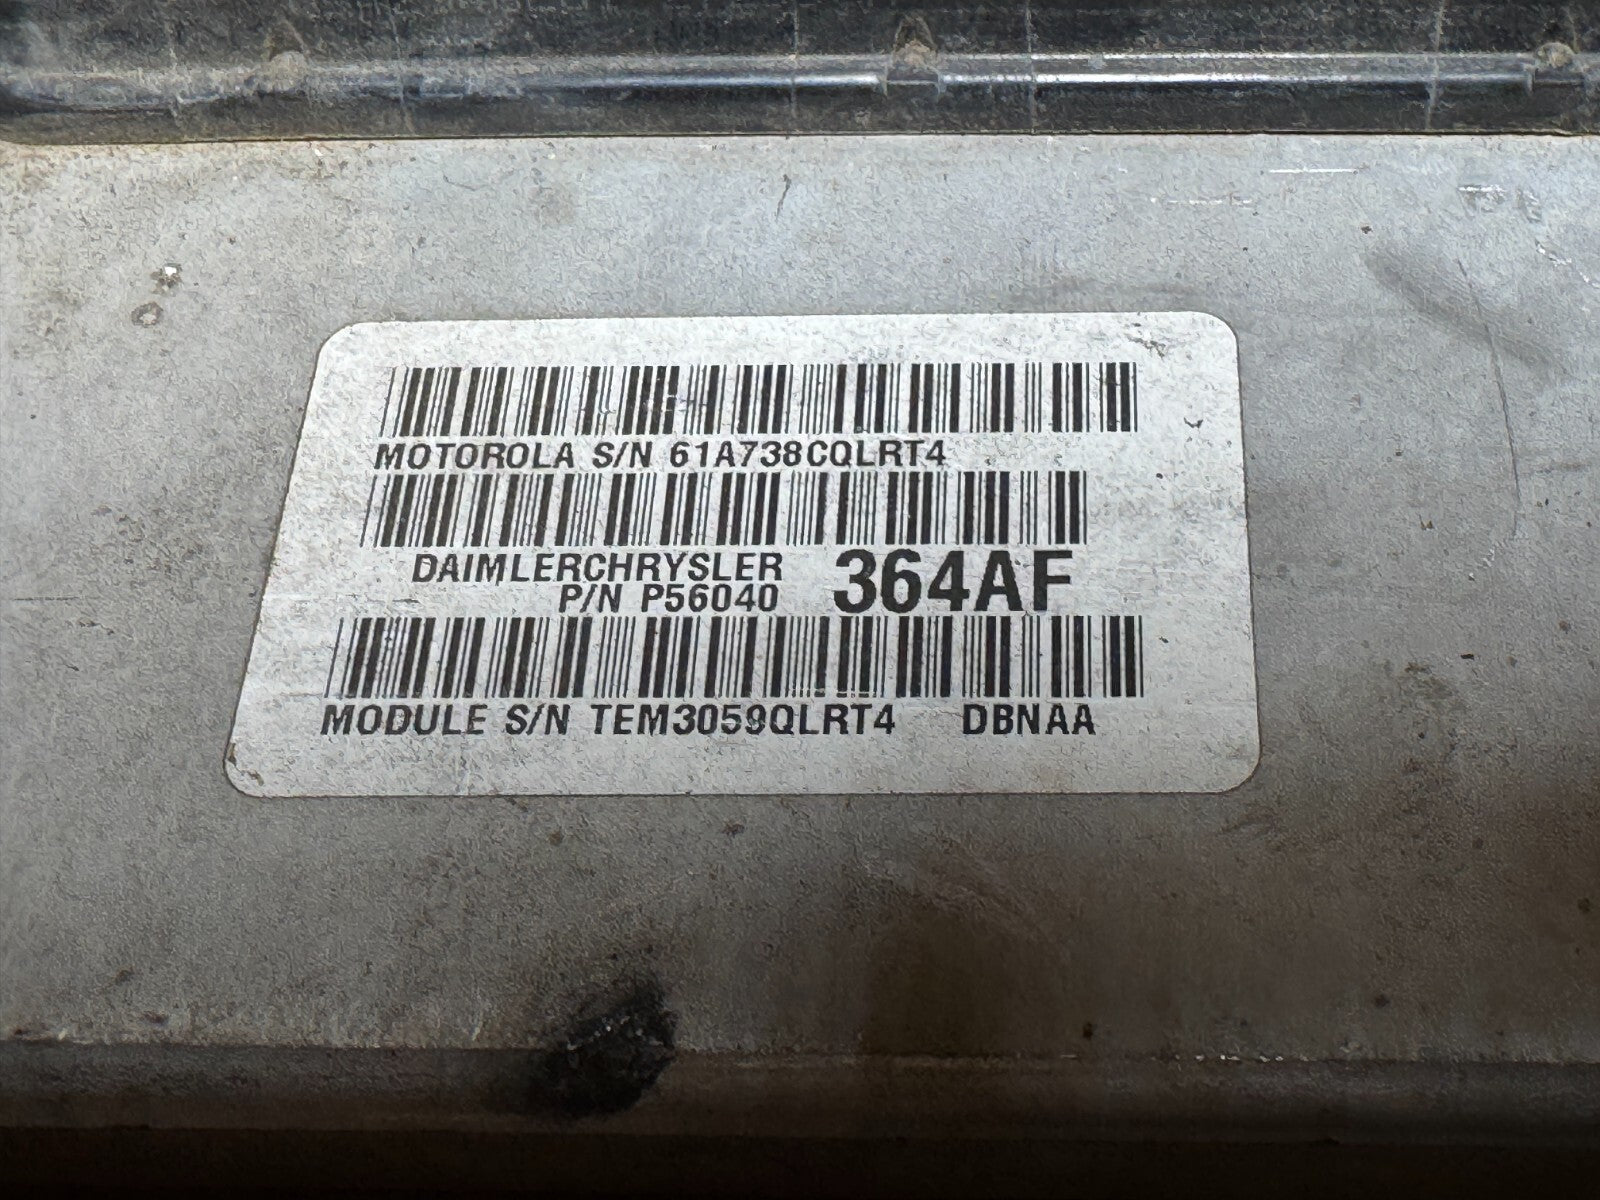 MOTOROLA S/N 61A738CQLRT4
DAIMLERCHRYSLER 364AF
P/N P56040
MODULE S/N TEM3059QLRT4 DBNAA